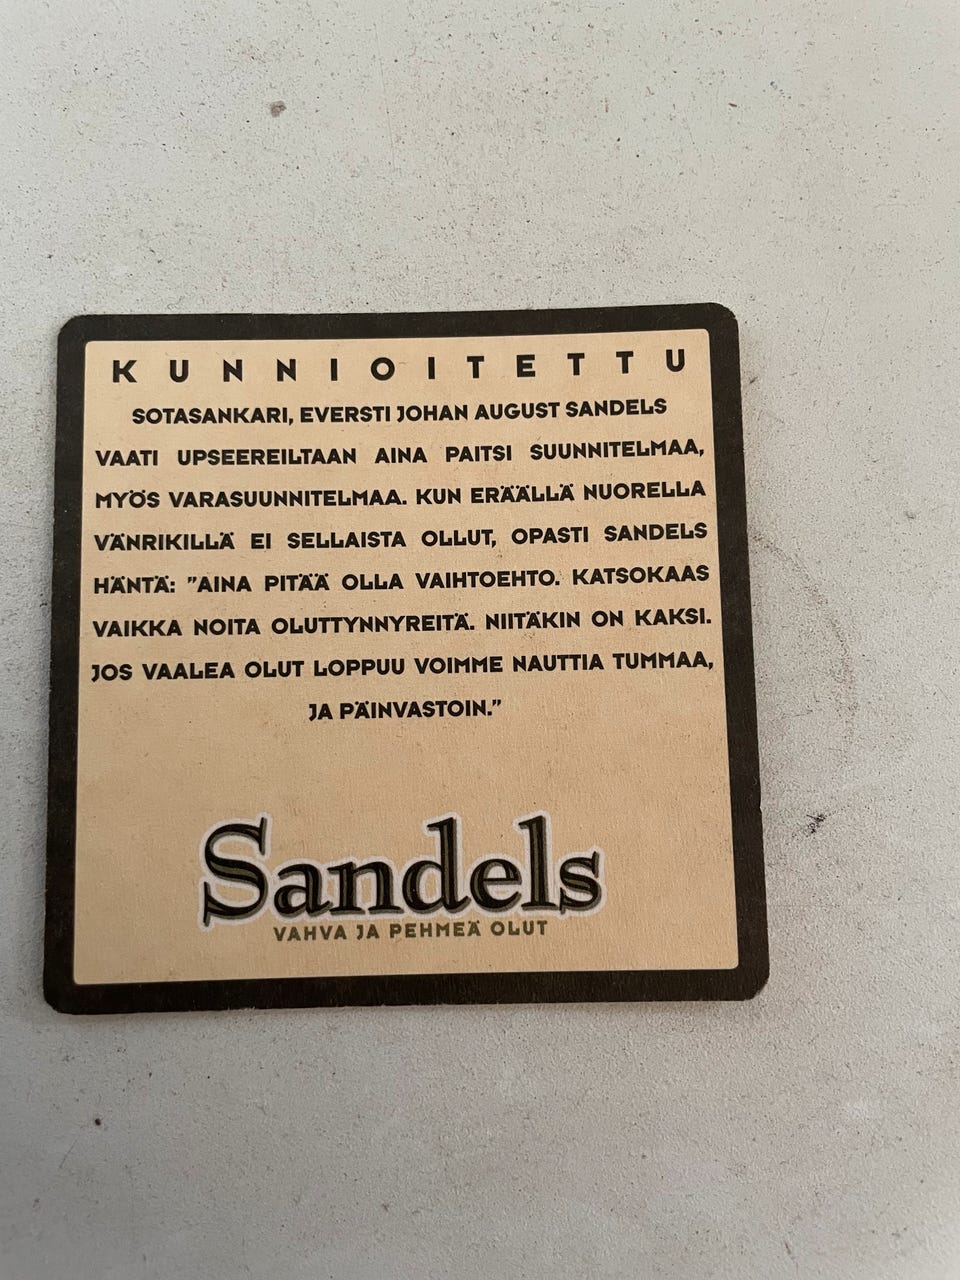 KUNNIOITETTU
SOTASANKARI, EVERSTI JOHAN AUGUST SANDELS
VAATI UPSEEREILTAAN AINA PAITSI SUUNNITELMAA,
MYÖS VARASUUNNITELMAA. KUN ERÄÄLLÄ NUORELLA
VÄNRIKILLÄ EI SELLAISTA OLLUT, OPASTI SANDELS
HÄNTÄ: ”AINA PITÄÄ OLLA VAIHTOEHTO. KATSOKAAS
VAIKKA NOITA OLUTTYNNYREITÄ. NIITÄKIN ON KAKSI.
JOS VAALEA OLUT LOPPUU VOIMME NAUTTIA TUMMAA,
JA PÄINVASTOIN.”
Sandels
VAHVA JA PEHMEÄ OLUT